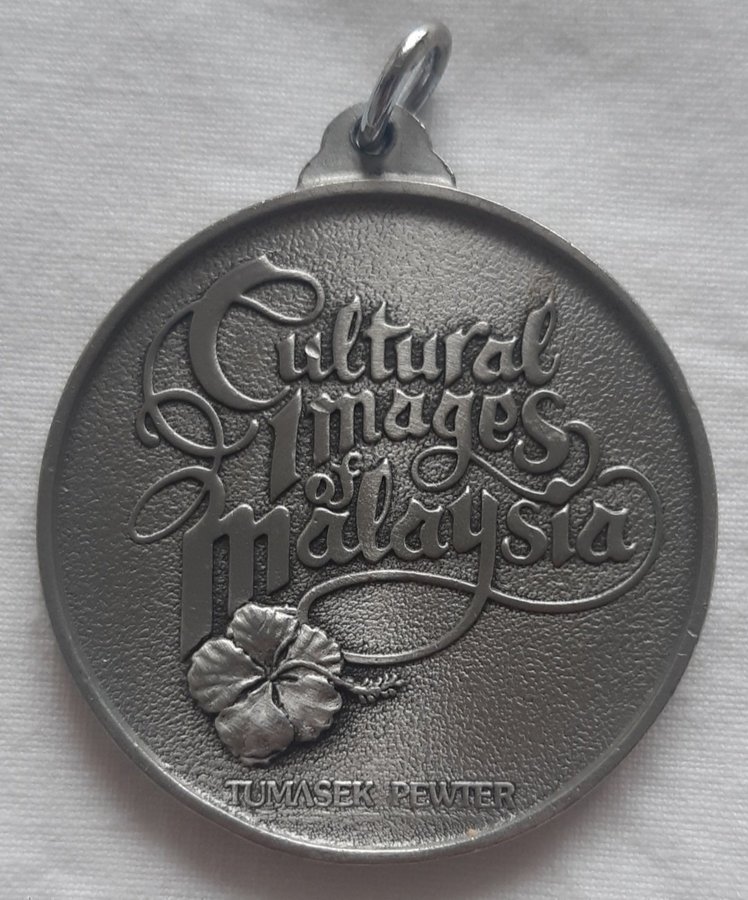 Cultural
Images
of
Malaysia
TUMASEK PEWTER